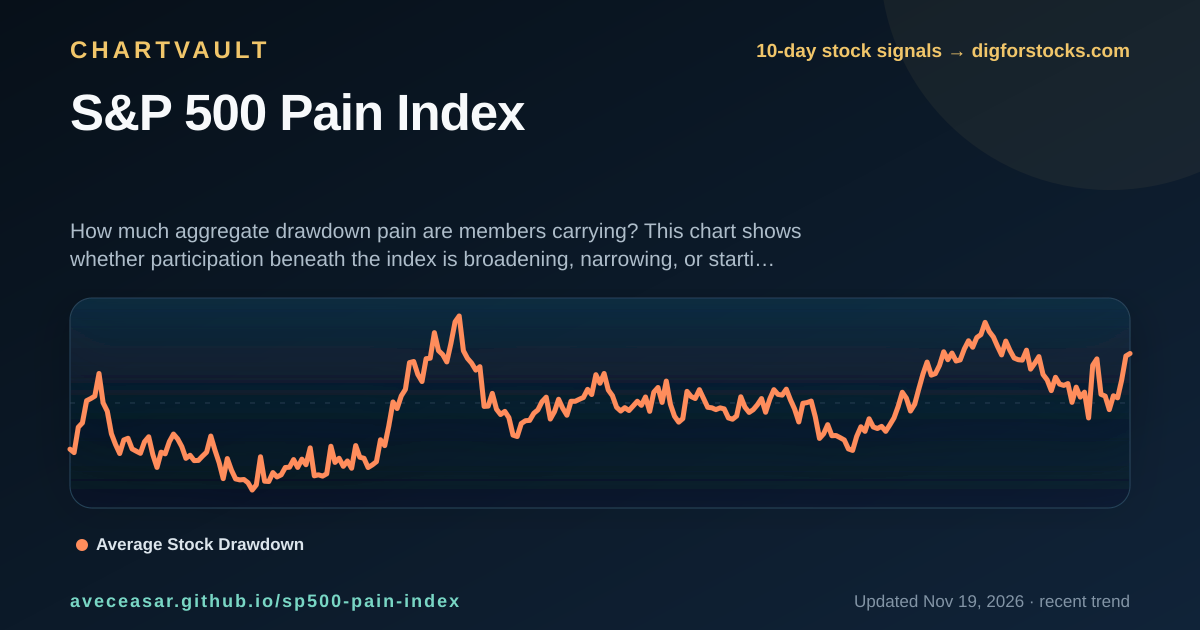 CHARTVAULT
10-day stock signals → digforstocks.com
S&P 500 Pain Index
How much aggregate drawdown pain are members carrying? This chart shows
whether participation beneath the index is broadening, narrowing, or starti…
Average Stock Drawdown
aveceasar.github.io/sp500-pain-index
Updated Nov 19, 2026 · recent trend